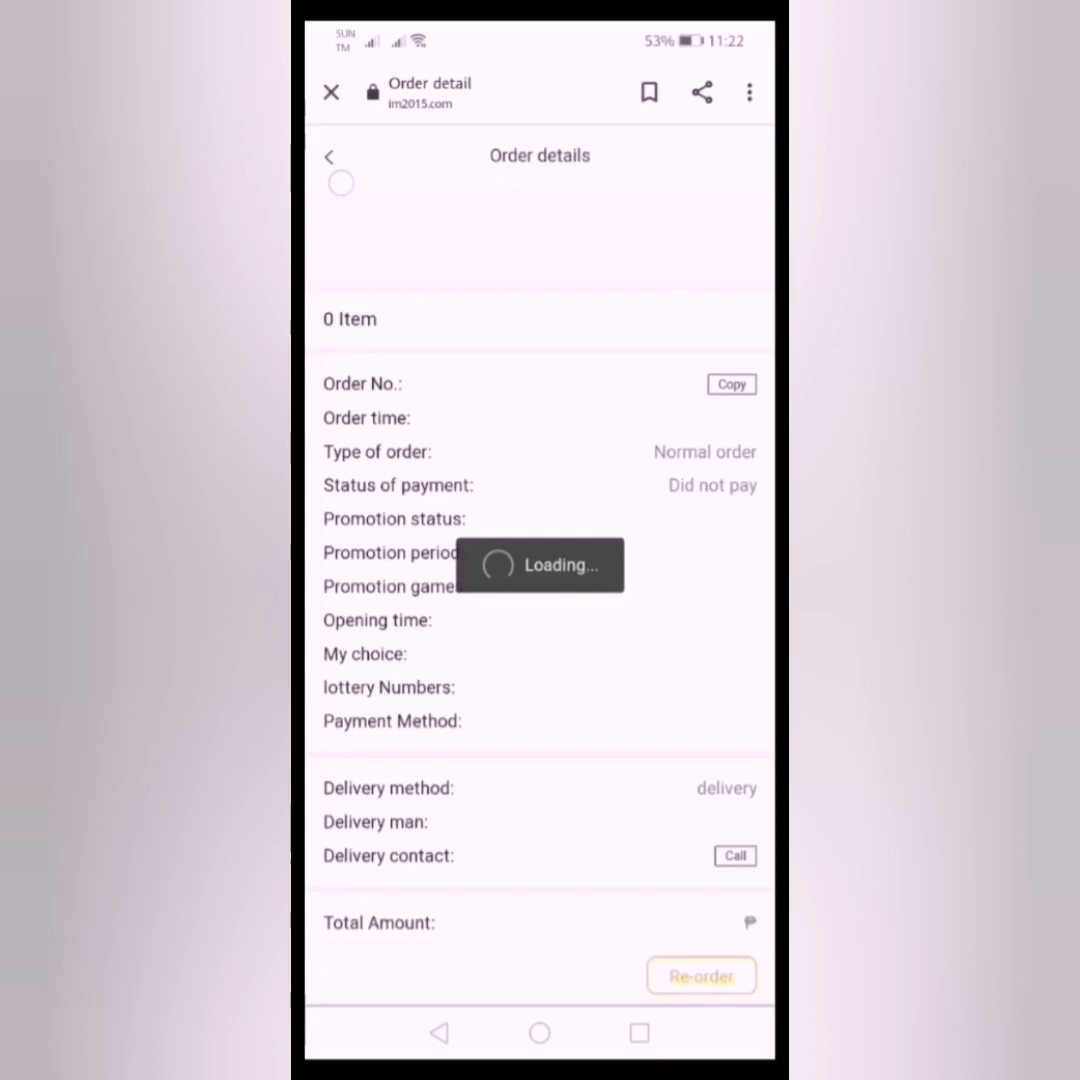 SUN
TM
53% 11:22
Order detail
im2015.com
Order details
0 Item
Order No.: Copy
Order time:
Type of order: Normal order
Status of payment: Did not pay
Promotion status:
Promotion period
Loading...
Promotion game
Opening time:
My choice:
lottery Numbers:
Payment Method:
Delivery method: delivery
Delivery man:
Delivery contact: Call
Total Amount: ₱
Re-order